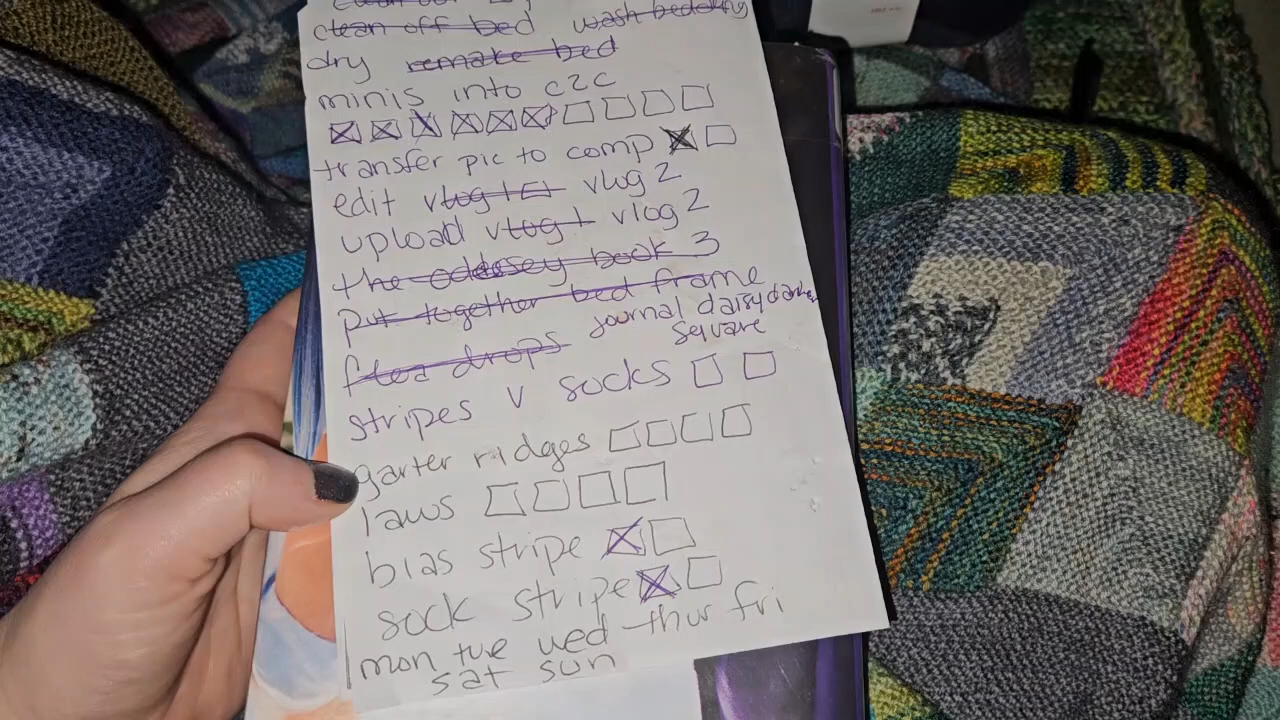 clean off bed wash bedding
dry remake bed
minis into c2c
transfer pic to comp
edit vlog 1 vlog 2
upload vlog 1 vlog 2
the oddesey book 3
put together bed frame
flea drops journal daisy
square
stripes v socks
garter ridges
laws
bias stripe
sock stripe
mon tue wed thur fri
sat sun